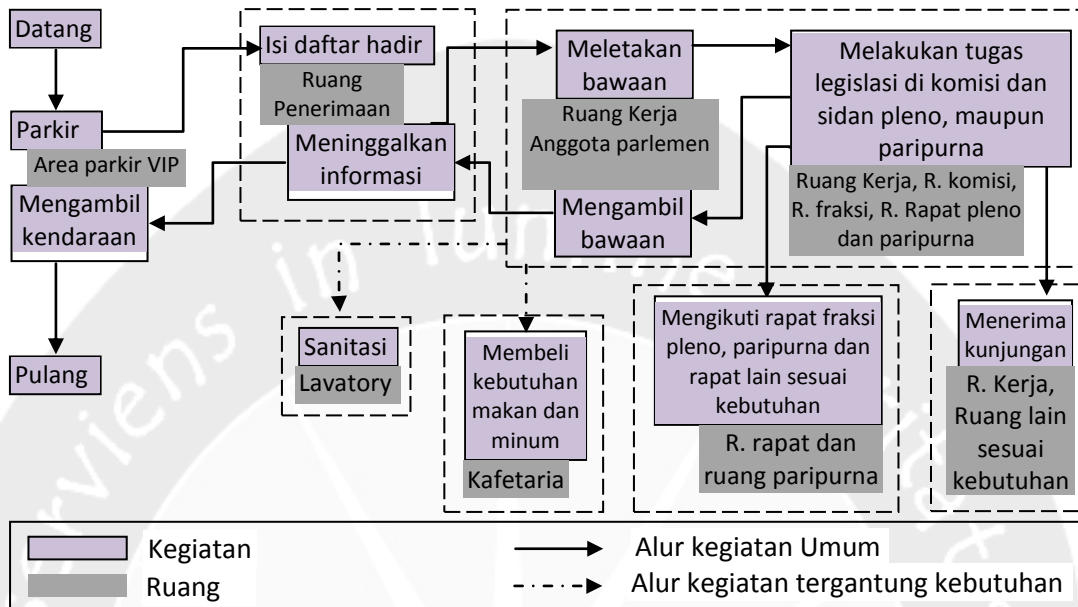 Datang
Parkir
Area parkir VIP
Mengambil
kendaraan
Pulang
Isi daftar hadir
Ruang
Penerimaan
Meninggalkan
informasi
Meletakan
bawaan
Ruang Kerja
Anggota parlemen
Mengambil
bawaan
Melakukan tugas
legislasi di komisi dan
sidan pleno, maupun
paripurna
Ruang Kerja, R. komisi,
R. fraksi, R. Rapat pleno
dan paripurna
Sanitasi
Lavatory
Membeli
kebutuhan
makan dan
minum
Kafetaria
Mengikuti rapat fraksi
pleno, paripurna dan
rapat lain sesuai
kebutuhan
R. rapat dan
ruang paripurna
Menerima
kunjungan
R. Kerja,
Ruang lain
sesuai
kebutuhan
Kegiatan
Ruang
Alur kegiatan Umum
Alur kegiatan tergantung kebutuhan
serviens in lumine